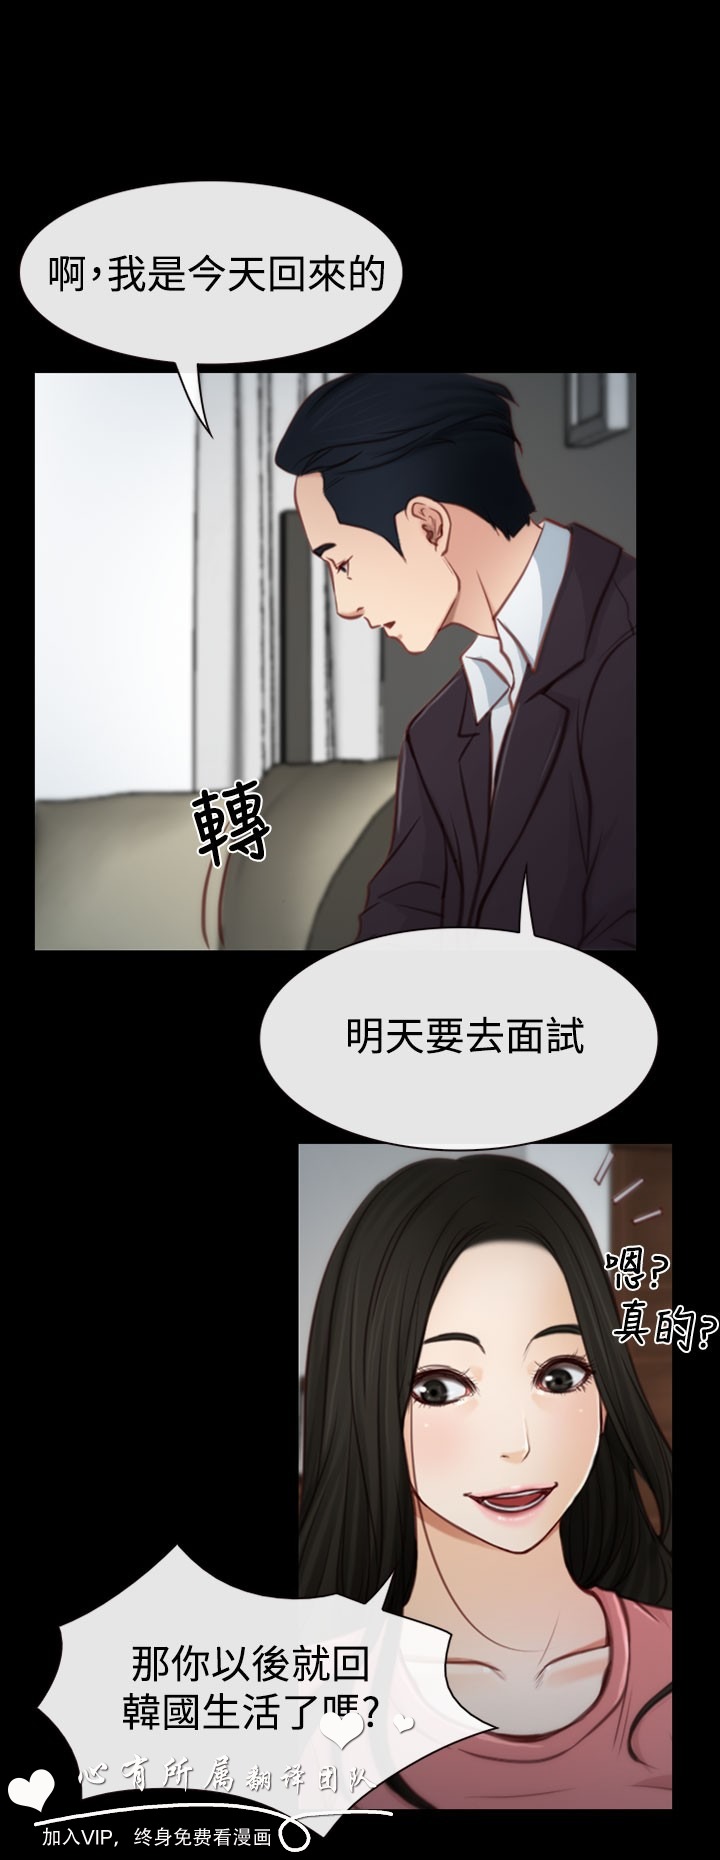 啊，我是今天回來的
轉
明天要去面試
嗯?
真的?
那你以後就回
韓國生活了嗎?
心有所属翻译团队
加入VIP，终身免费看漫画